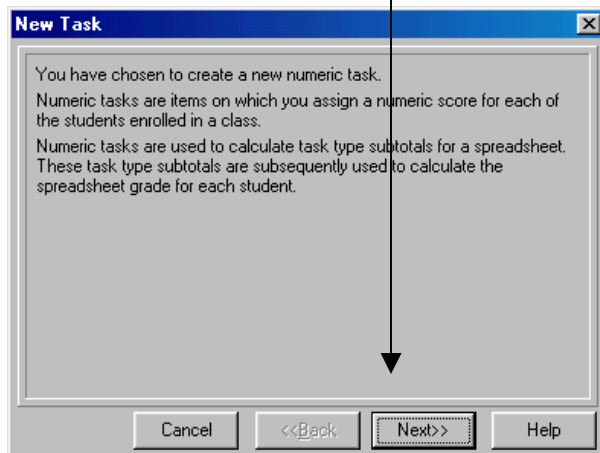 New Task
You have chosen to create a new numeric task.
Numeric tasks are items on which you assign a numeric score for each of
the students enrolled in a class.
Numeric tasks are used to calculate task type subtotals for a spreadsheet.
These task type subtotals are subsequently used to calculate the
spreadsheet grade for each student.
Cancel <<Back Next>> Help